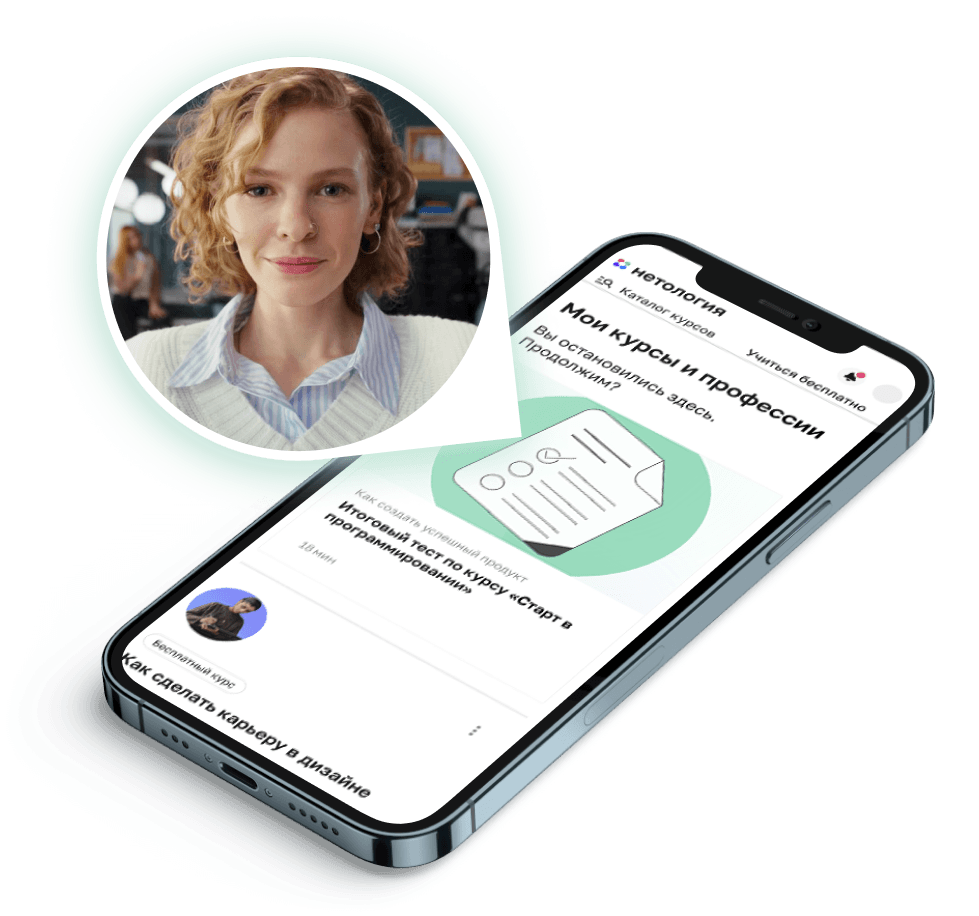 нетология
Каталог курсов
Учиться бесплатно
Мои курсы и профессии
Вы остановились здесь.
Продолжим?
Как создать успешный продукт
Итоговый тест по курсу «Старт в
программировании»
18 мин
Бесплатный курс
Как сделать карьеру в дизайне